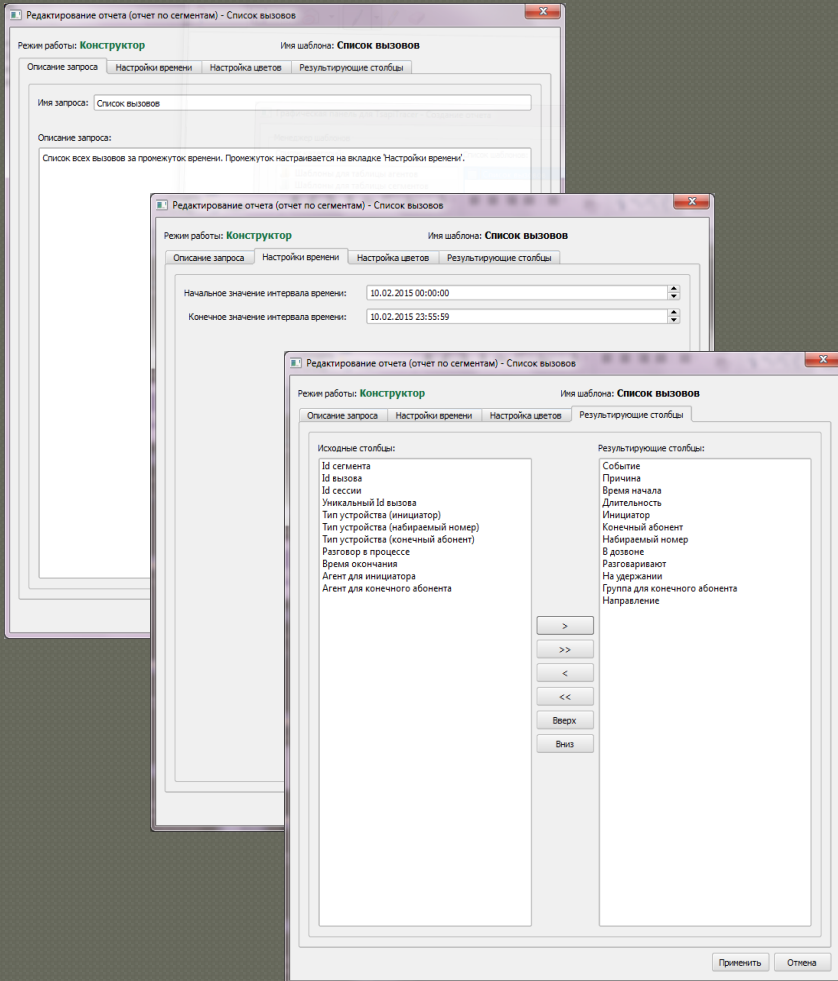 Редактирование отчета (отчет по сегментам) - Список вызовов
Режим работы: Конструктор
Имя шаблона: Список вызовов
Описание запроса
Настройки времени
Настройка цветов
Результирующие столбцы
Имя запроса:
Список вызовов
Описание запроса:
Список всех вызовов за промежуток времени. Промежуток настраивается на вкладке 'Настройки времени'.
Редактирование отчета (отчет по сегментам) - Список вызовов
Режим работы: Конструктор
Имя шаблона: Список вызовов
Описание запроса
Настройки времени
Настройка цветов
Результирующие столбцы
Начальное значение интервала времени:
10.02.2015 00:00:00
Конечное значение интервала времени:
10.02.2015 23:55:59
Редактирование отчета (отчет по сегментам) - Список вызовов
Режим работы: Конструктор
Имя шаблона: Список вызовов
Описание запроса
Настройки времени
Настройка цветов
Результирующие столбцы
Исходные столбцы:
Id сегмента
Id вызова
Id сессии
Уникальный Id вызова
Тип устройства (инициатор)
Тип устройства (набираемый номер)
Тип устройства (конечный абонент)
Разговор в процессе
Время окончания
Агент для инициатора
Агент для конечного абонента
>
>>
<
<<
Вверх
Вниз
Результирующие столбцы:
Событие
Причина
Время начала
Длительность
Инициатор
Конечный абонент
Набираемый номер
В дозвоне
Разговаривают
На удержании
Группа для конечного абонента
Направление
Применить
Отмена